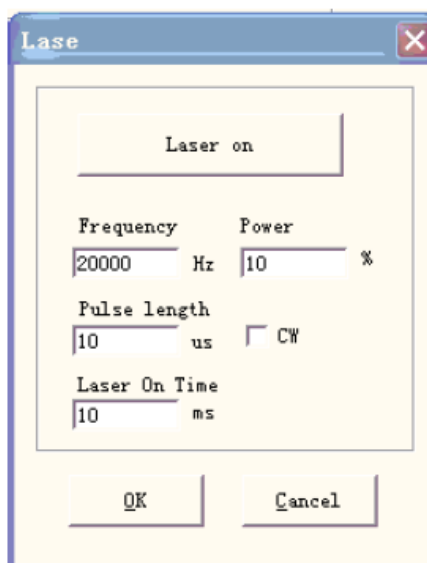 Lase
Laser on
Frequency Power
20000 Hz 10 %
Pulse length
10 us CW
Laser On Time
10 ms
OK Cancel